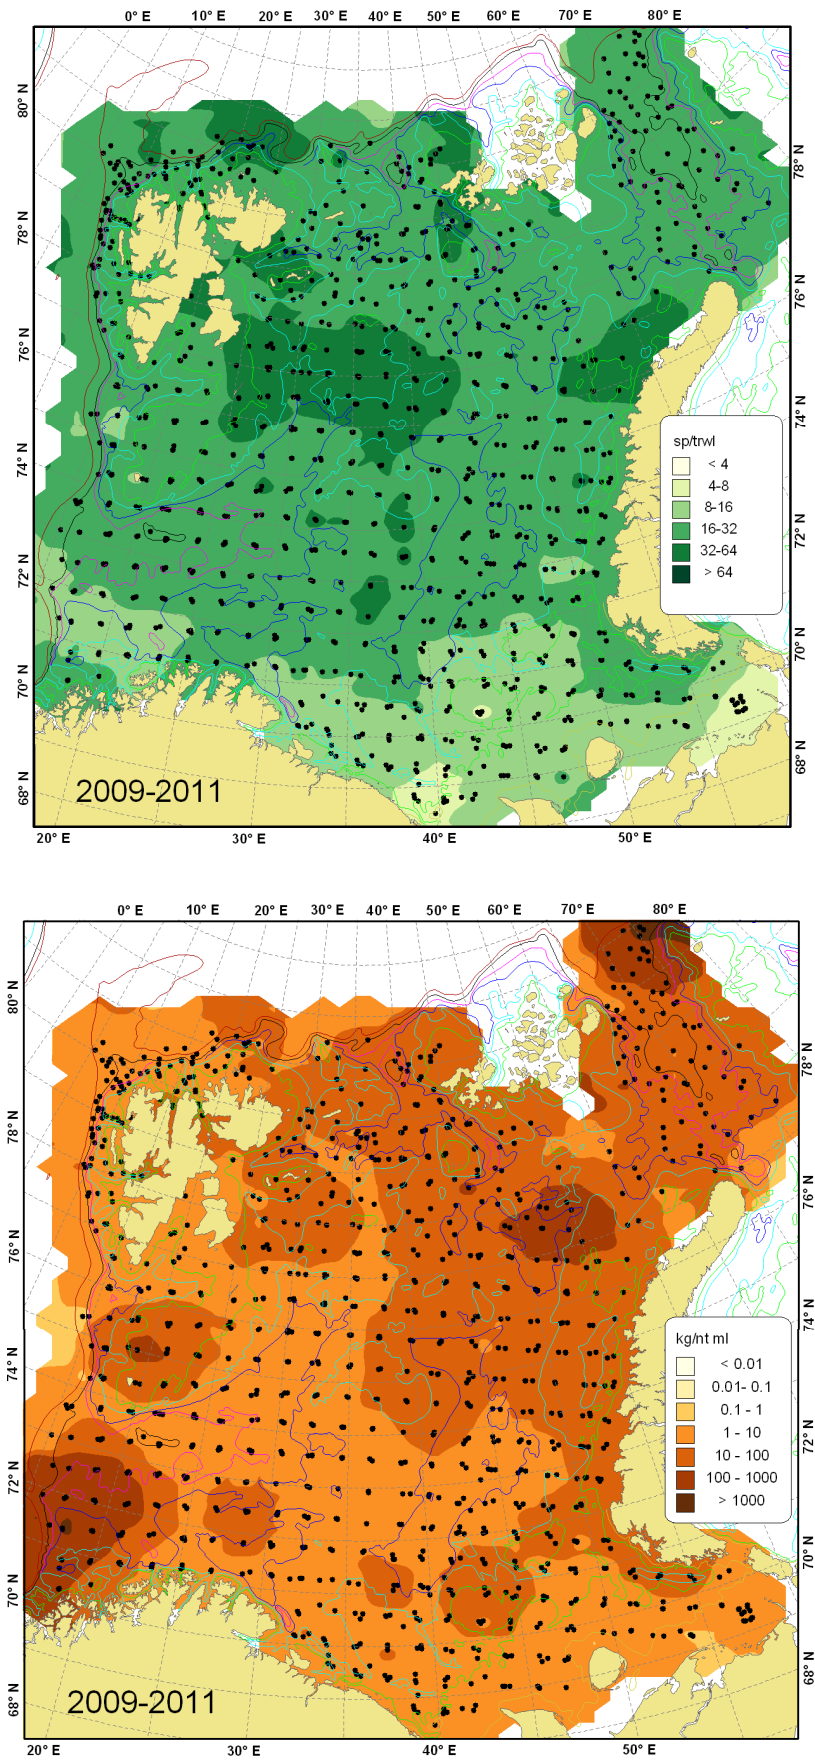 0° E 10° E 20° E 30° E 40° E 50° E 60° E 70° E 80° E
80° N
78° N
78° N
76° N
76° N
74° N
74° N
sp/trwl
< 4
4-8
8-16
16-32
32-64
> 64
72° N
72° N
70° N
70° N
68° N
68° N
2009-2011
20° E 30° E 40° E 50° E
0° E 10° E 20° E 30° E 40° E 50° E 60° E 70° E 80° E
80° N
78° N
78° N
76° N
76° N
74° N
74° N
kg/nt ml
< 0.01
0.01- 0.1
0.1 - 1
1 - 10
10 - 100
100 - 1000
> 1000
72° N
72° N
70° N
70° N
68° N
68° N
2009-2011
20° E 30° E 40° E 50° E